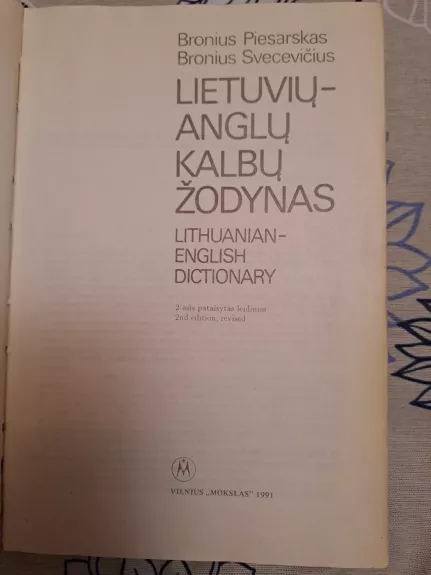 Bronius Piesarskas
Bronius Svecevičius
LIETUVIŲ–
ANGLŲ
KALBŲ
ŽODYNAS
LITHUANIAN–
ENGLISH
DICTIONARY
2-asis pataisytas leidimas
2nd edition, revised
VILNIUS „MOKSLAS“ 1991